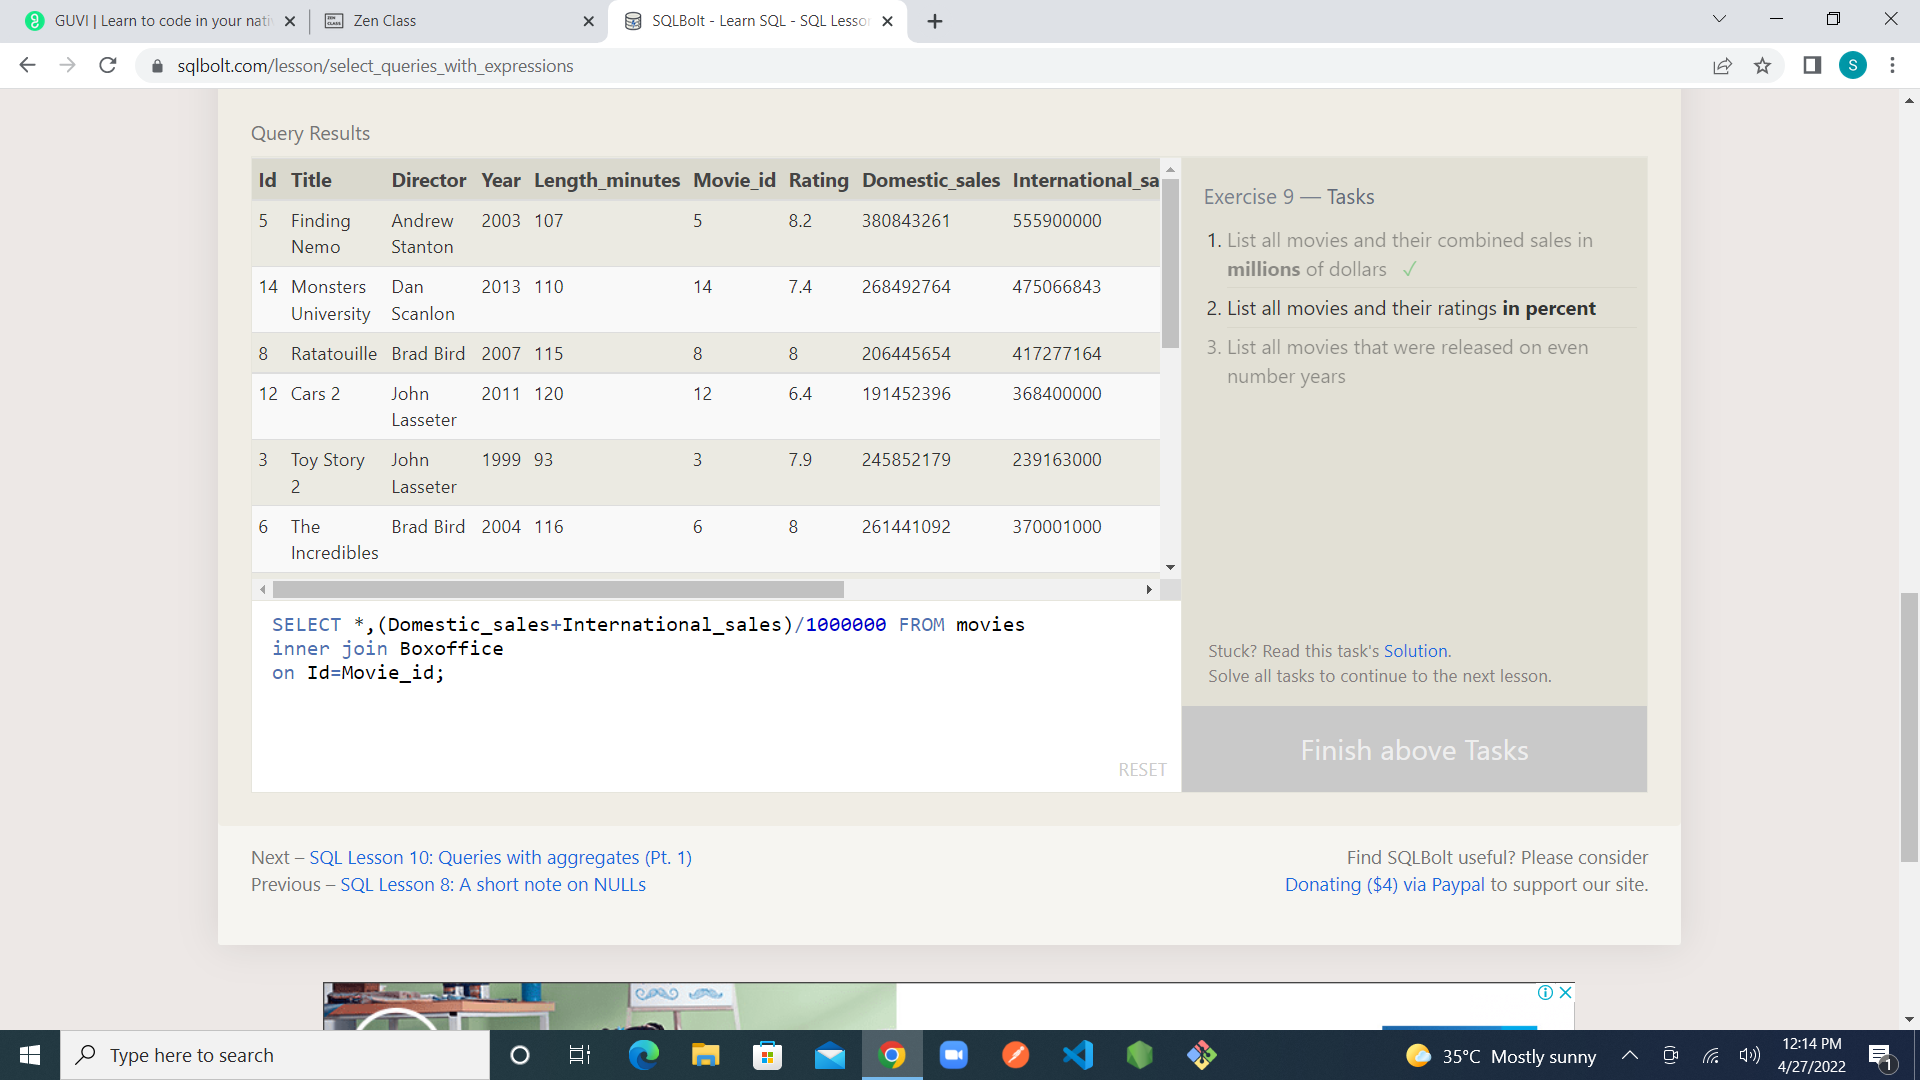 GUVI | Learn to code in your nati
Zen Class
SQLBolt - Learn SQL - SQL Lesson
sqlbolt.com/lesson/select_queries_with_expressions
S
Query Results
Id Title Director Year Length_minutes Movie_id Rating Domestic_sales International_sa
5 Finding Nemo Andrew Stanton 2003 107 5 8.2 380843261 555900000
14 Monsters University Dan Scanlon 2013 110 14 7.4 268492764 475066843
8 Ratatouille Brad Bird 2007 115 8 8 206445654 417277164
12 Cars 2 John Lasseter 2011 120 12 6.4 191452396 368400000
3 Toy Story 2 John Lasseter 1999 93 3 7.9 245852179 239163000
6 The Incredibles Brad Bird 2004 116 6 8 261441092 370001000
SELECT *,(Domestic_sales+International_sales)/1000000 FROM movies
inner join Boxoffice
on Id=Movie_id;
RESET
Exercise 9 — Tasks
1. List all movies and their combined sales in
millions of dollars ✓
2. List all movies and their ratings in percent
3. List all movies that were released on even
number years
Stuck? Read this task's Solution.
Solve all tasks to continue to the next lesson.
Finish above Tasks
Next – SQL Lesson 10: Queries with aggregates (Pt. 1)
Previous – SQL Lesson 8: A short note on NULLs
Find SQLBolt useful? Please consider
Donating ($4) via Paypal to support our site.
Type here to search
35°C Mostly sunny
12:14 PM
4/27/2022
1